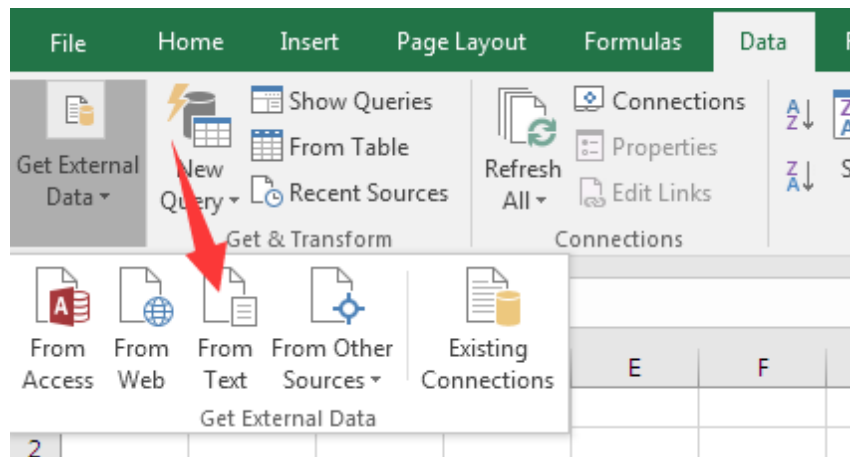 File Home Insert Page Layout Formulas Data
Get External
Data
New
Query
Show Queries
From Table
Recent Sources
Get & Transform
Refresh
All
Connections
Properties
Edit Links
Connections
A
Z
Z
A
Z
A
From
Access
From
Web
From
Text
From Other
Sources
Existing
Connections
Get External Data
E F
2